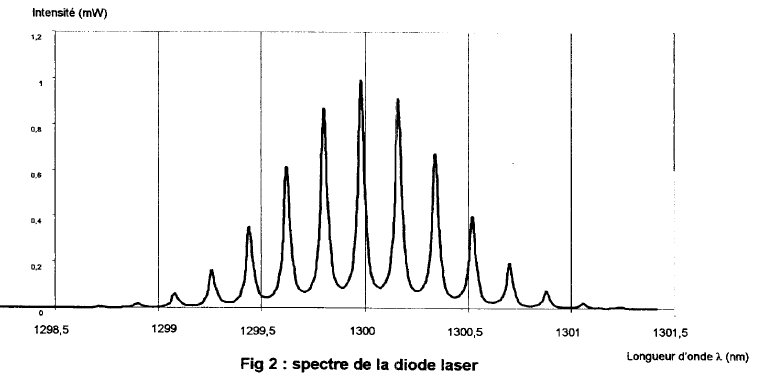 Intensité (mW)
1,2
1
0,8
0,6
0,4
0,2
0
1298,5 1299 1299,5 1300 1300,5 1301 1301,5
Longueur d'onde λ (nm)
Fig 2 : spectre de la diode laser